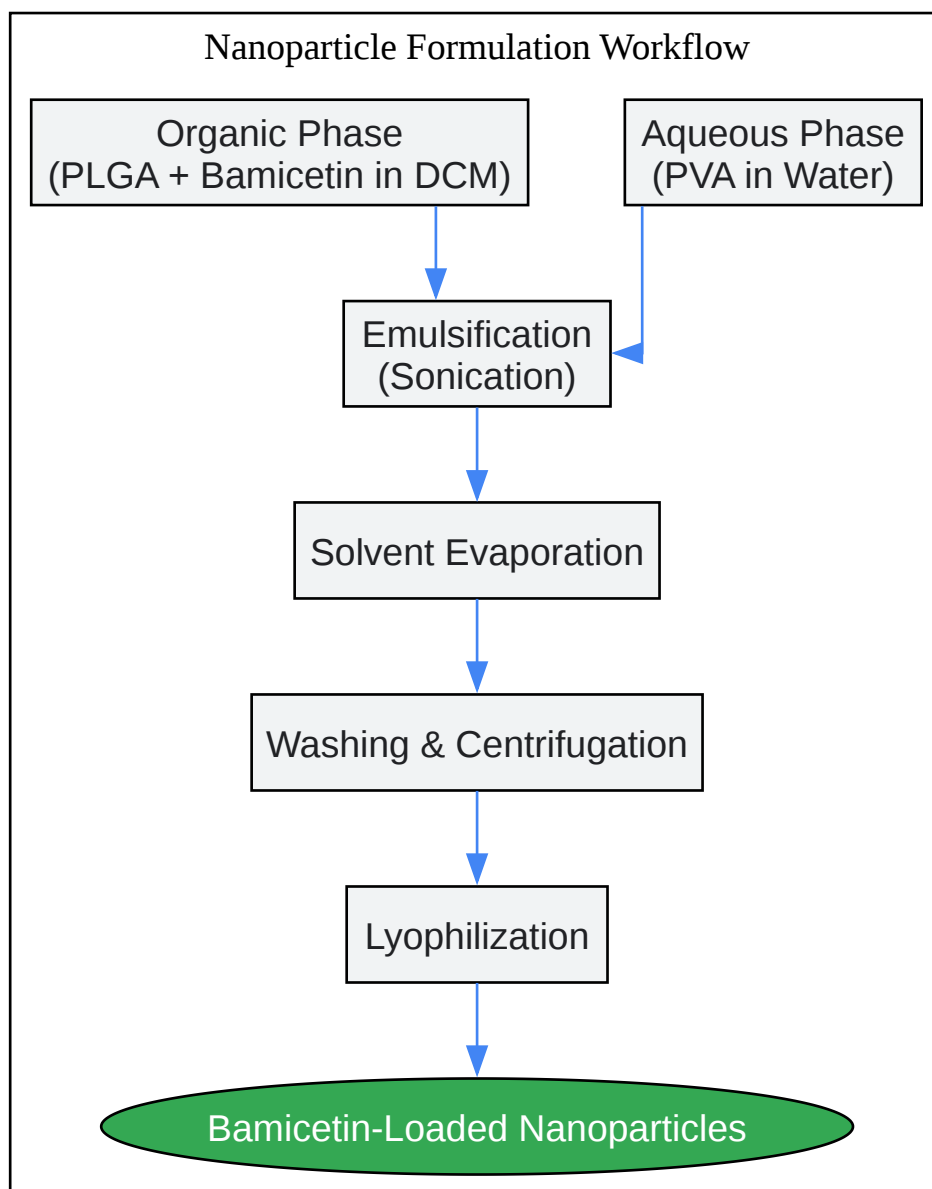 Nanoparticle Formulation Workflow
Organic Phase
(PLGA + Bamicetin in DCM)
Aqueous Phase
(PVA in Water)
Emulsification
(Sonication)
Solvent Evaporation
Washing & Centrifugation
Lyophilization
Bamicetin-Loaded Nanoparticles